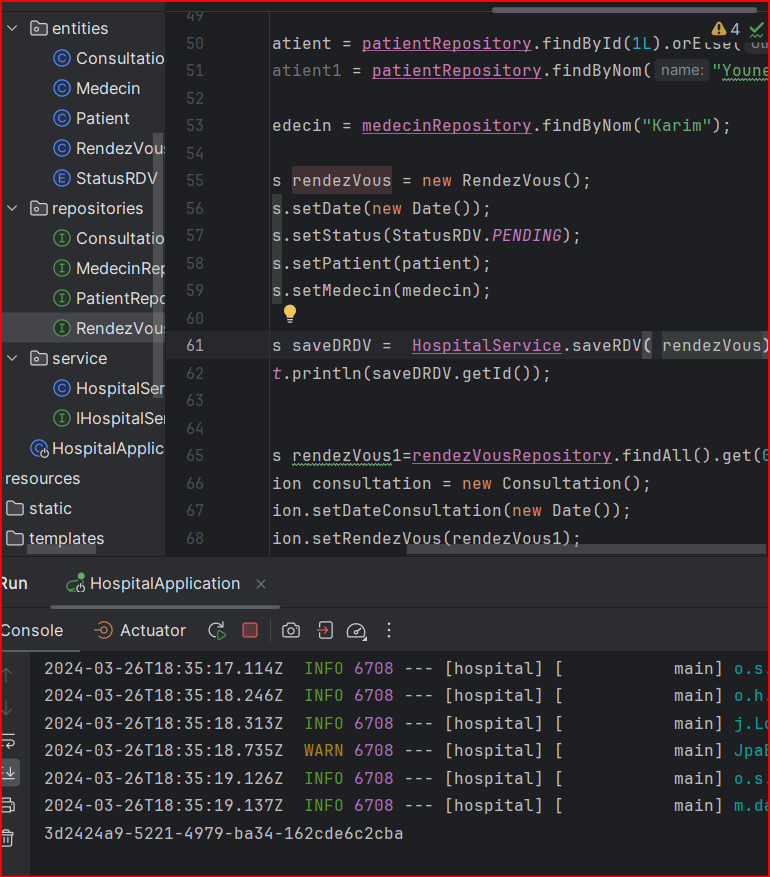 entities
Consultatio
Medecin
Patient
RendezVous
StatusRDV
repositories
Consultatio
MedecinRep
PatientRepo
RendezVous
service
HospitalSer
IHospitalSer
HospitalApplic
resources
static
templates
49
4
50 atient = patientRepository.findById(1L).orElse(
51 atient1 = patientRepository.findByNom( name: "Youne
52
53 edecin = medecinRepository.findByNom("Karim");
54
55 s rendezVous = new RendezVous();
56 s.setDate(new Date());
57 s.setStatus(StatusRDV.PENDING);
58 s.setPatient(patient);
59 s.setMedecin(medecin);
60
61 s saveDRDV =  HospitalService.saveRDV( rendezVous)
62 t.println(saveDRDV.getId());
63
64
65 s rendezVous1=rendezVousRepository.findAll().get(0
66 ion consultation = new Consultation();
67 ion.setDateConsultation(new Date());
68 ion.setRendezVous(rendezVous1);
Run HospitalApplication
Console Actuator
2024-03-26T18:35:17.114Z  INFO 6708 --- [hospital] [           main] o.s.
2024-03-26T18:35:18.246Z  INFO 6708 --- [hospital] [           main] o.h.
2024-03-26T18:35:18.313Z  INFO 6708 --- [hospital] [           main] j.Lo
2024-03-26T18:35:18.735Z  WARN 6708 --- [hospital] [           main] JpaB
2024-03-26T18:35:19.126Z  INFO 6708 --- [hospital] [           main] o.s.
2024-03-26T18:35:19.137Z  INFO 6708 --- [hospital] [           main] m.da
3d2424a9-5221-4979-ba34-162cde6c2cba